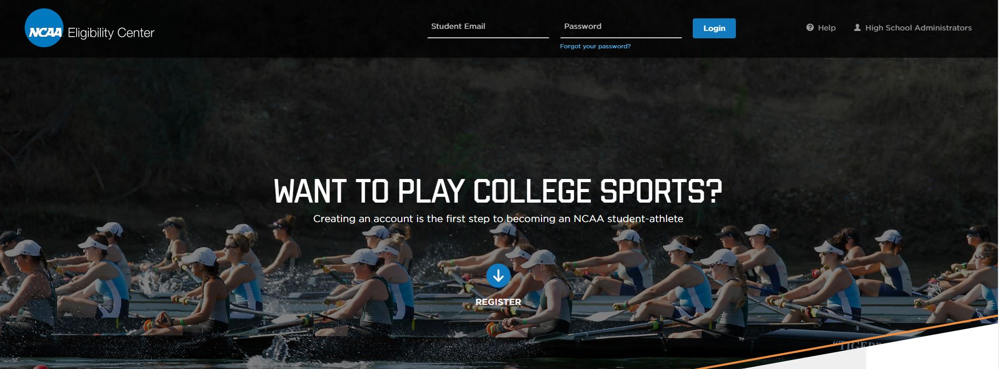 NCAA Eligibility Center
Student Email
Password
Login
Help
High School Administrators
Forgot your password?
WANT TO PLAY COLLEGE SPORTS?
Creating an account is the first step to becoming an NCAA student-athlete
REGISTER
"TIGER"